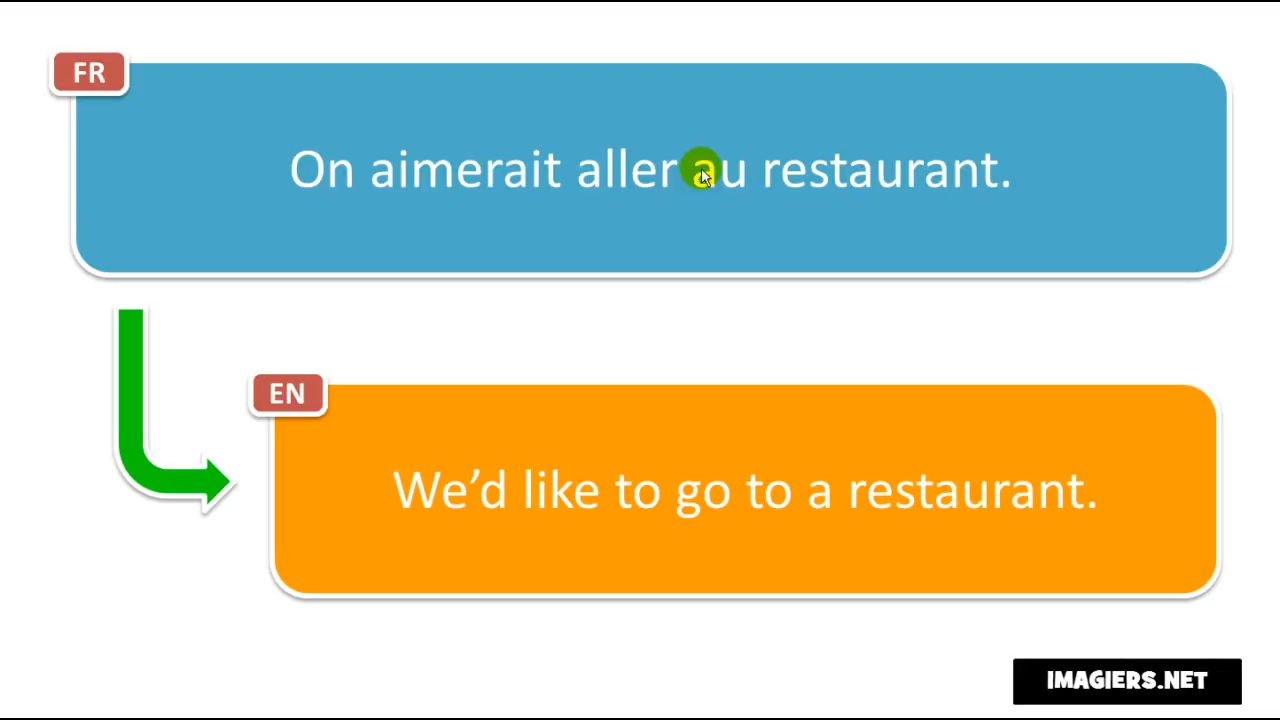 FR
On aimerait aller au restaurant.
EN
We’d like to go to a restaurant.
IMAGIERS.NET